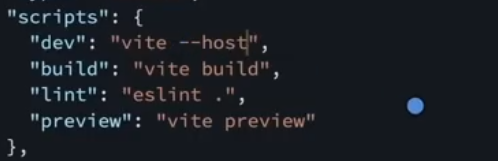 "scripts": {
"dev": "vite --host",
"build": "vite build",
"lint": "eslint .",
"preview": "vite preview"
},